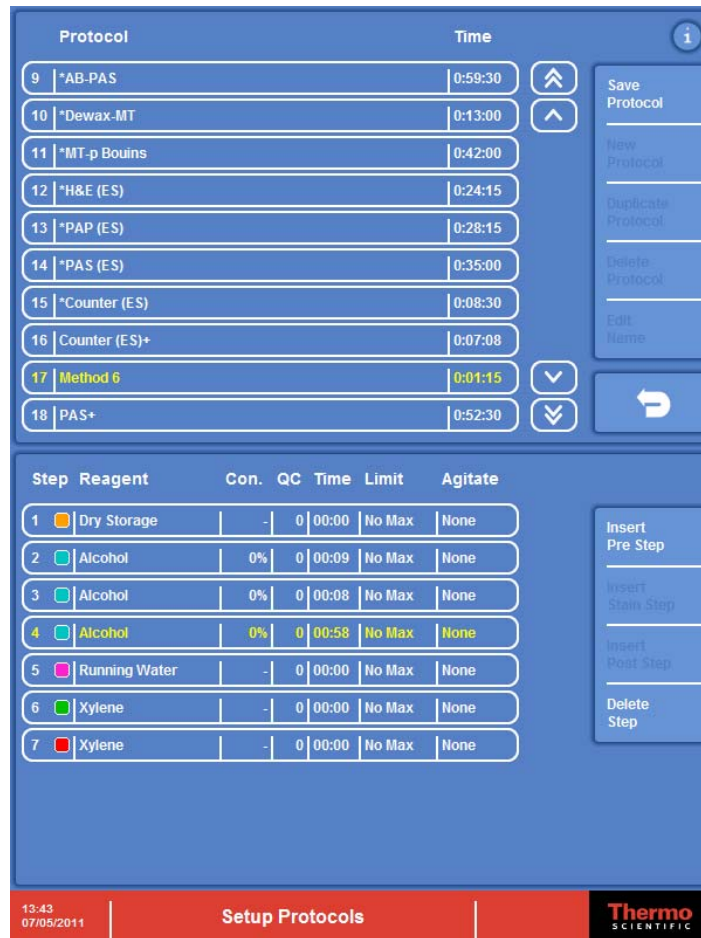 Protocol Time i
9 *AB-PAS 0:59:30
10 *Dewax-MT 0:13:00
11 *MT-p Bouins 0:42:00
12 *H&E (ES) 0:24:15
13 *PAP (ES) 0:28:15
14 *PAS (ES) 0:35:00
15 *Counter (ES) 0:08:30
16 Counter (ES)+ 0:07:08
17 Method 6 0:01:15
18 PAS+ 0:52:30
Save
Protocol
New
Protocol
Duplicate
Protocol
Delete
Protocol
Edit
Name
Step Reagent Con. QC Time Limit Agitate
1 Dry Storage - 0 00:00 No Max None
2 Alcohol 0% 0 00:09 No Max None
3 Alcohol 0% 0 00:08 No Max None
4 Alcohol 0% 0 00:58 No Max None
5 Running Water - 0 00:00 No Max None
6 Xylene - 0 00:00 No Max None
7 Xylene - 0 00:00 No Max None
Insert
Pre Step
Insert
Stain Step
Insert
Post Step
Delete
Step
13:43
07/05/2011
Setup Protocols
Thermo
SCIENTIFIC